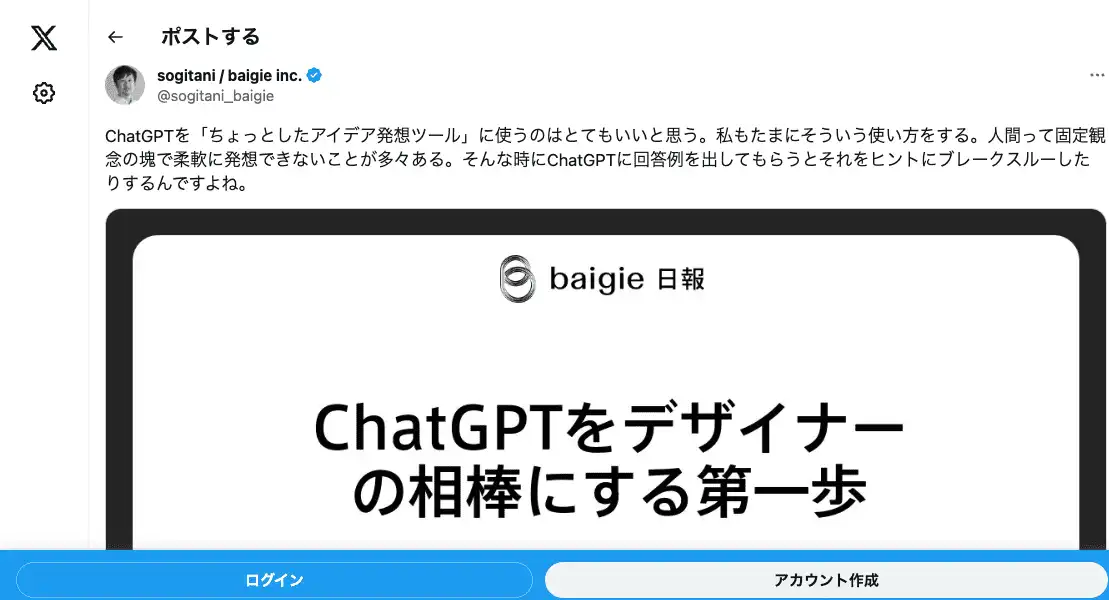 ポストする
sogitani / baigie inc.
@sogitani_baigie
ChatGPTを「ちょっとしたアイデア発想ツール」に使うのはとてもいいと思う。私もたまにそういう使い方をする。人間って固定観
念の塊で柔軟に発想できないことが多々ある。そんな時にChatGPTに回答例を出してもらうとそれをヒントにブレークスルーした
りするんですよね。
baigie 日報
ChatGPTをデザイナー
の相棒にする第一歩
ログイン
アカウント作成